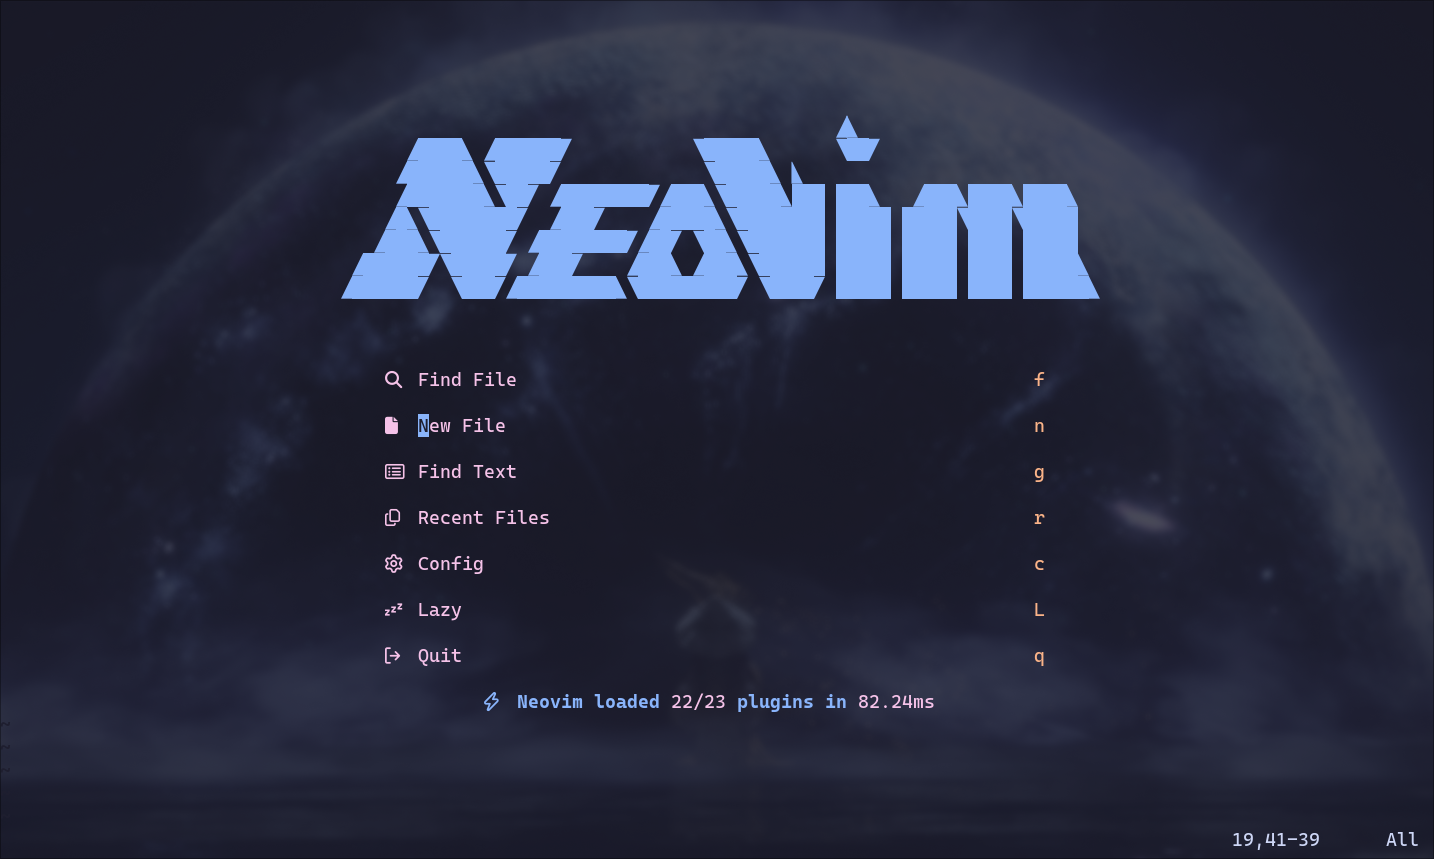 Neovim
Find File f
New File n
Find Text g
Recent Files r
Config c
zzz Lazy L
Quit q
Neovim loaded 22/23 plugins in 82.24ms
~
~
~
19,41-39 All